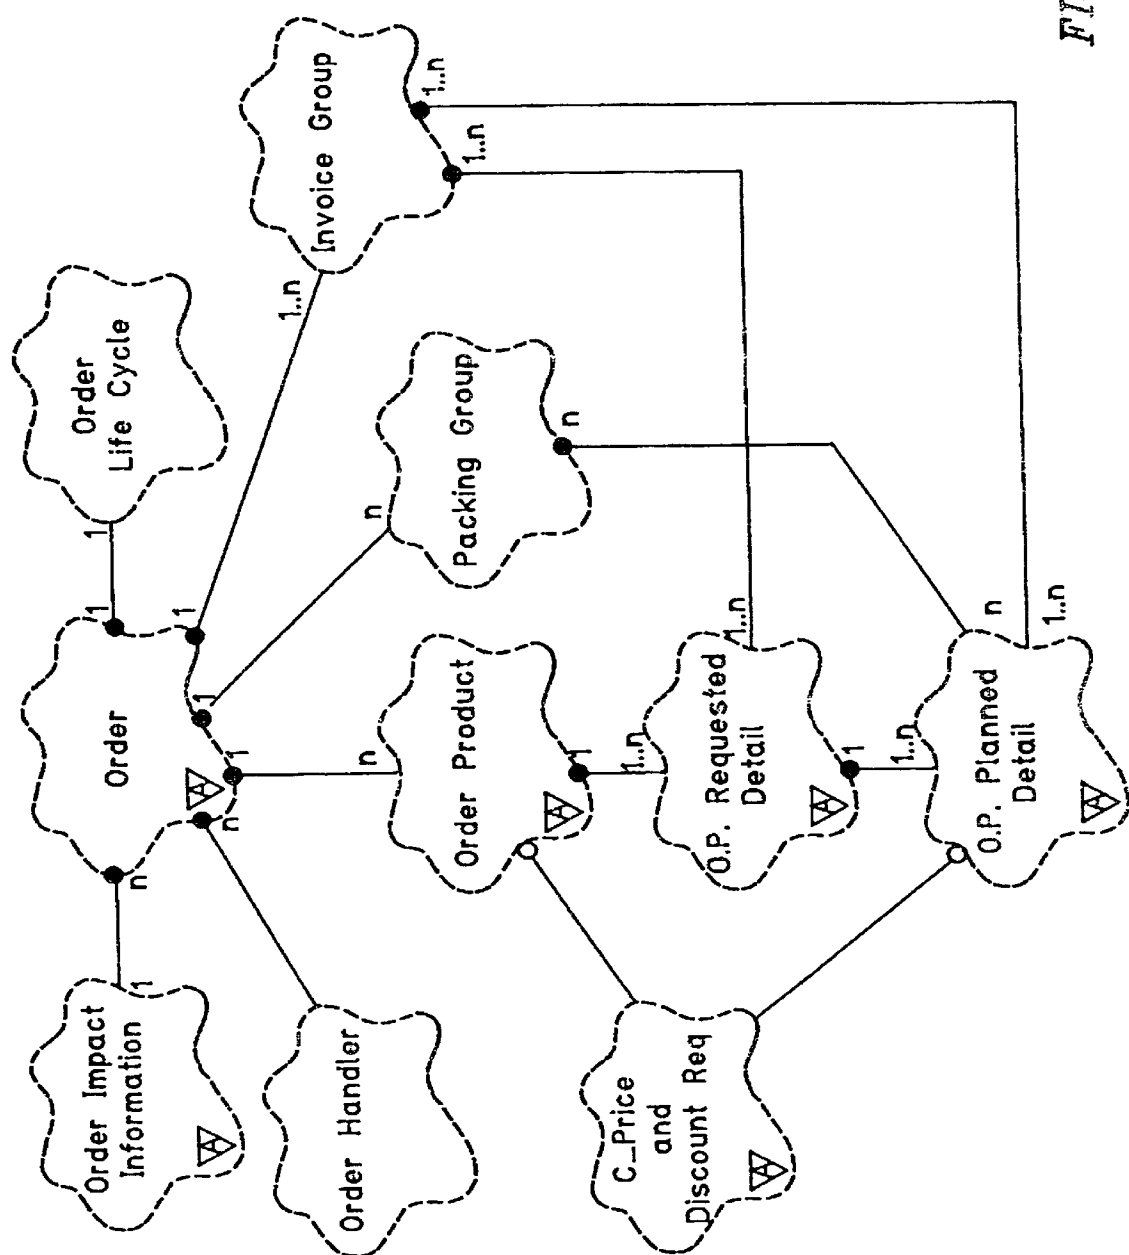 Order Impact
Information
A
1
n
Order
A
1
1
Order
Life Cycle
n
1
1
1
1..n
Invoice Group
1..n
1..n
Order Handler
n
Order Product
A
1
n
Packing Group
n
C_Price
and
Discount Req
A
1..n
O.P. Requested
Detail
A
1
1..n
1..n
O.P. Planned
Detail
A
n
1..n